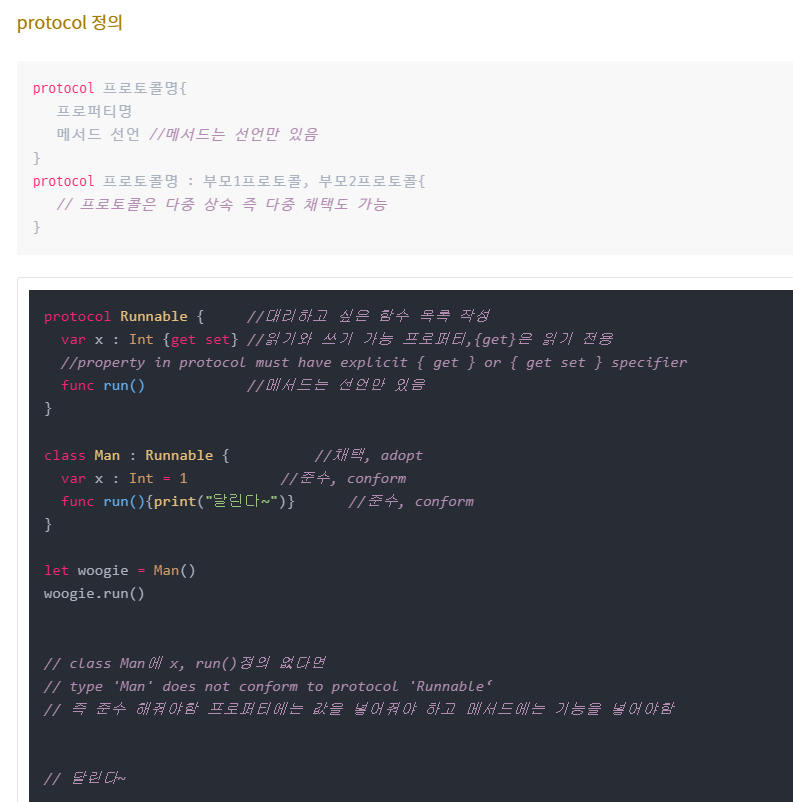 protocol 정의
protocol 프로토콜명{
프로퍼티명
메서드 선언 //메서드는 선언만 있음
}
protocol 프로토콜명 : 부모1프로토콜, 부모2프로토콜{
// 프로토콜은 다중 상속 즉 다중 채택도 가능
}
protocol Runnable { //대리하고 싶은 함수 목록 작성
var x : Int {get set} //읽기와 쓰기 가능 프로퍼티,{get}은 읽기 전용
//property in protocol must have explicit { get } or { get set } specifier
func run() //메서드는 선언만 있음
}
class Man : Runnable { //채택, adopt
var x : Int = 1 //준수, conform
func run(){print("달린다~")} //준수, conform
}
let woogie = Man()
woogie.run()
// class Man에 x, run()정의 없다면
// type 'Man' does not conform to protocol 'Runnable‘
// 즉 준수 해줘야함 프로퍼티에는 값을 넣어줘야 하고 메서드에는 기능을 넣어야함
// 달린다~